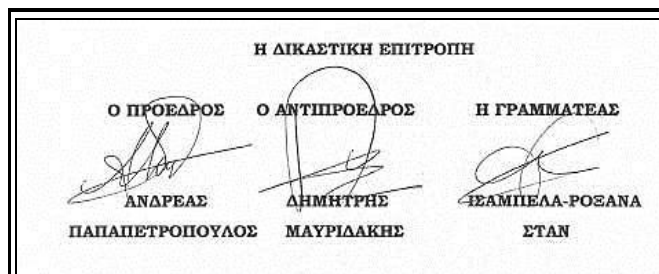 Η ΔΙΚΑΣΤΙΚΗ ΕΠΙΤΡΟΠΗ
Ο ΠΡΟΕΔΡΟΣ Ο ΑΝΤΙΠΡΟΕΔΡΟΣ Η ΓΡΑΜΜΑΤΕΑΣ
ΑΝΔΡΕΑΣ ΔΗΜΗΤΡΗΣ ΙΣΑΜΠΕΛΑ-ΡΟΞΑΝΑ
ΠΑΠΑΠΕΤΡΟΠΟΥΛΟΣ ΜΑΥΡΙΔΑΚΗΣ ΣΤΑΝ